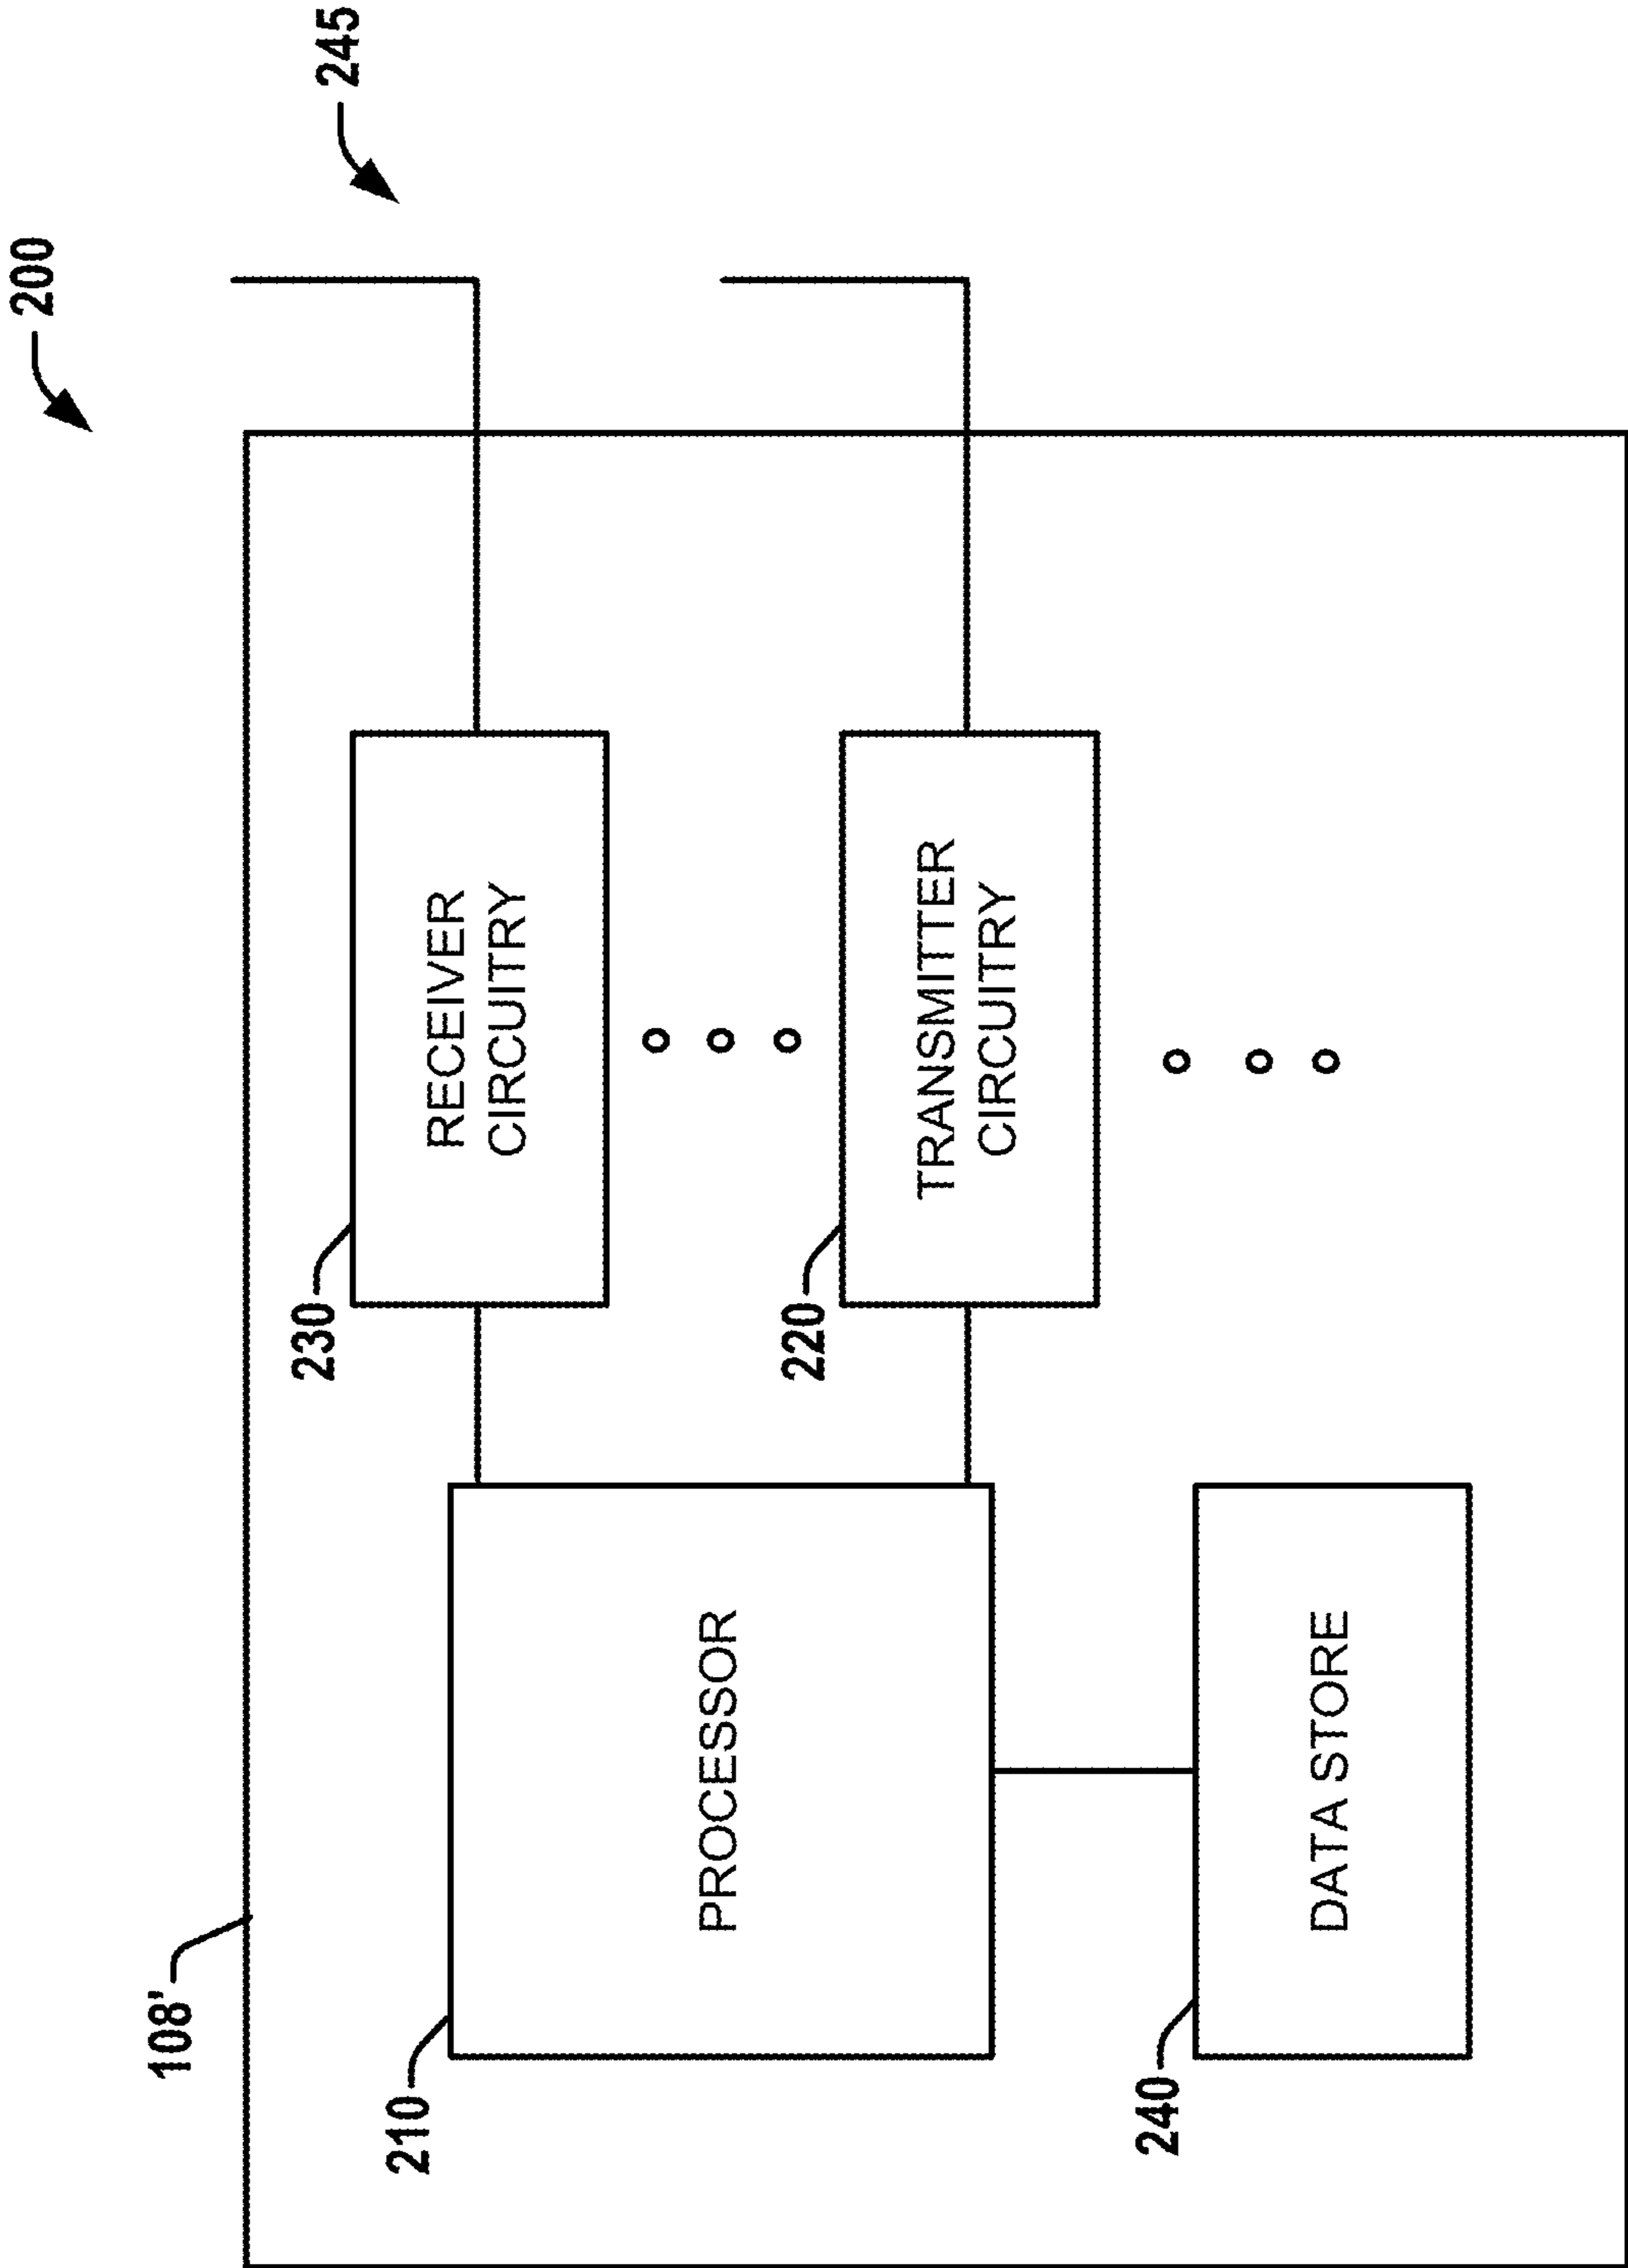 200
245
108'
230
RECEIVER
CIRCUITRY
210
PROCESSOR
220
TRANSMITTER
CIRCUITRY
240
DATA STORE